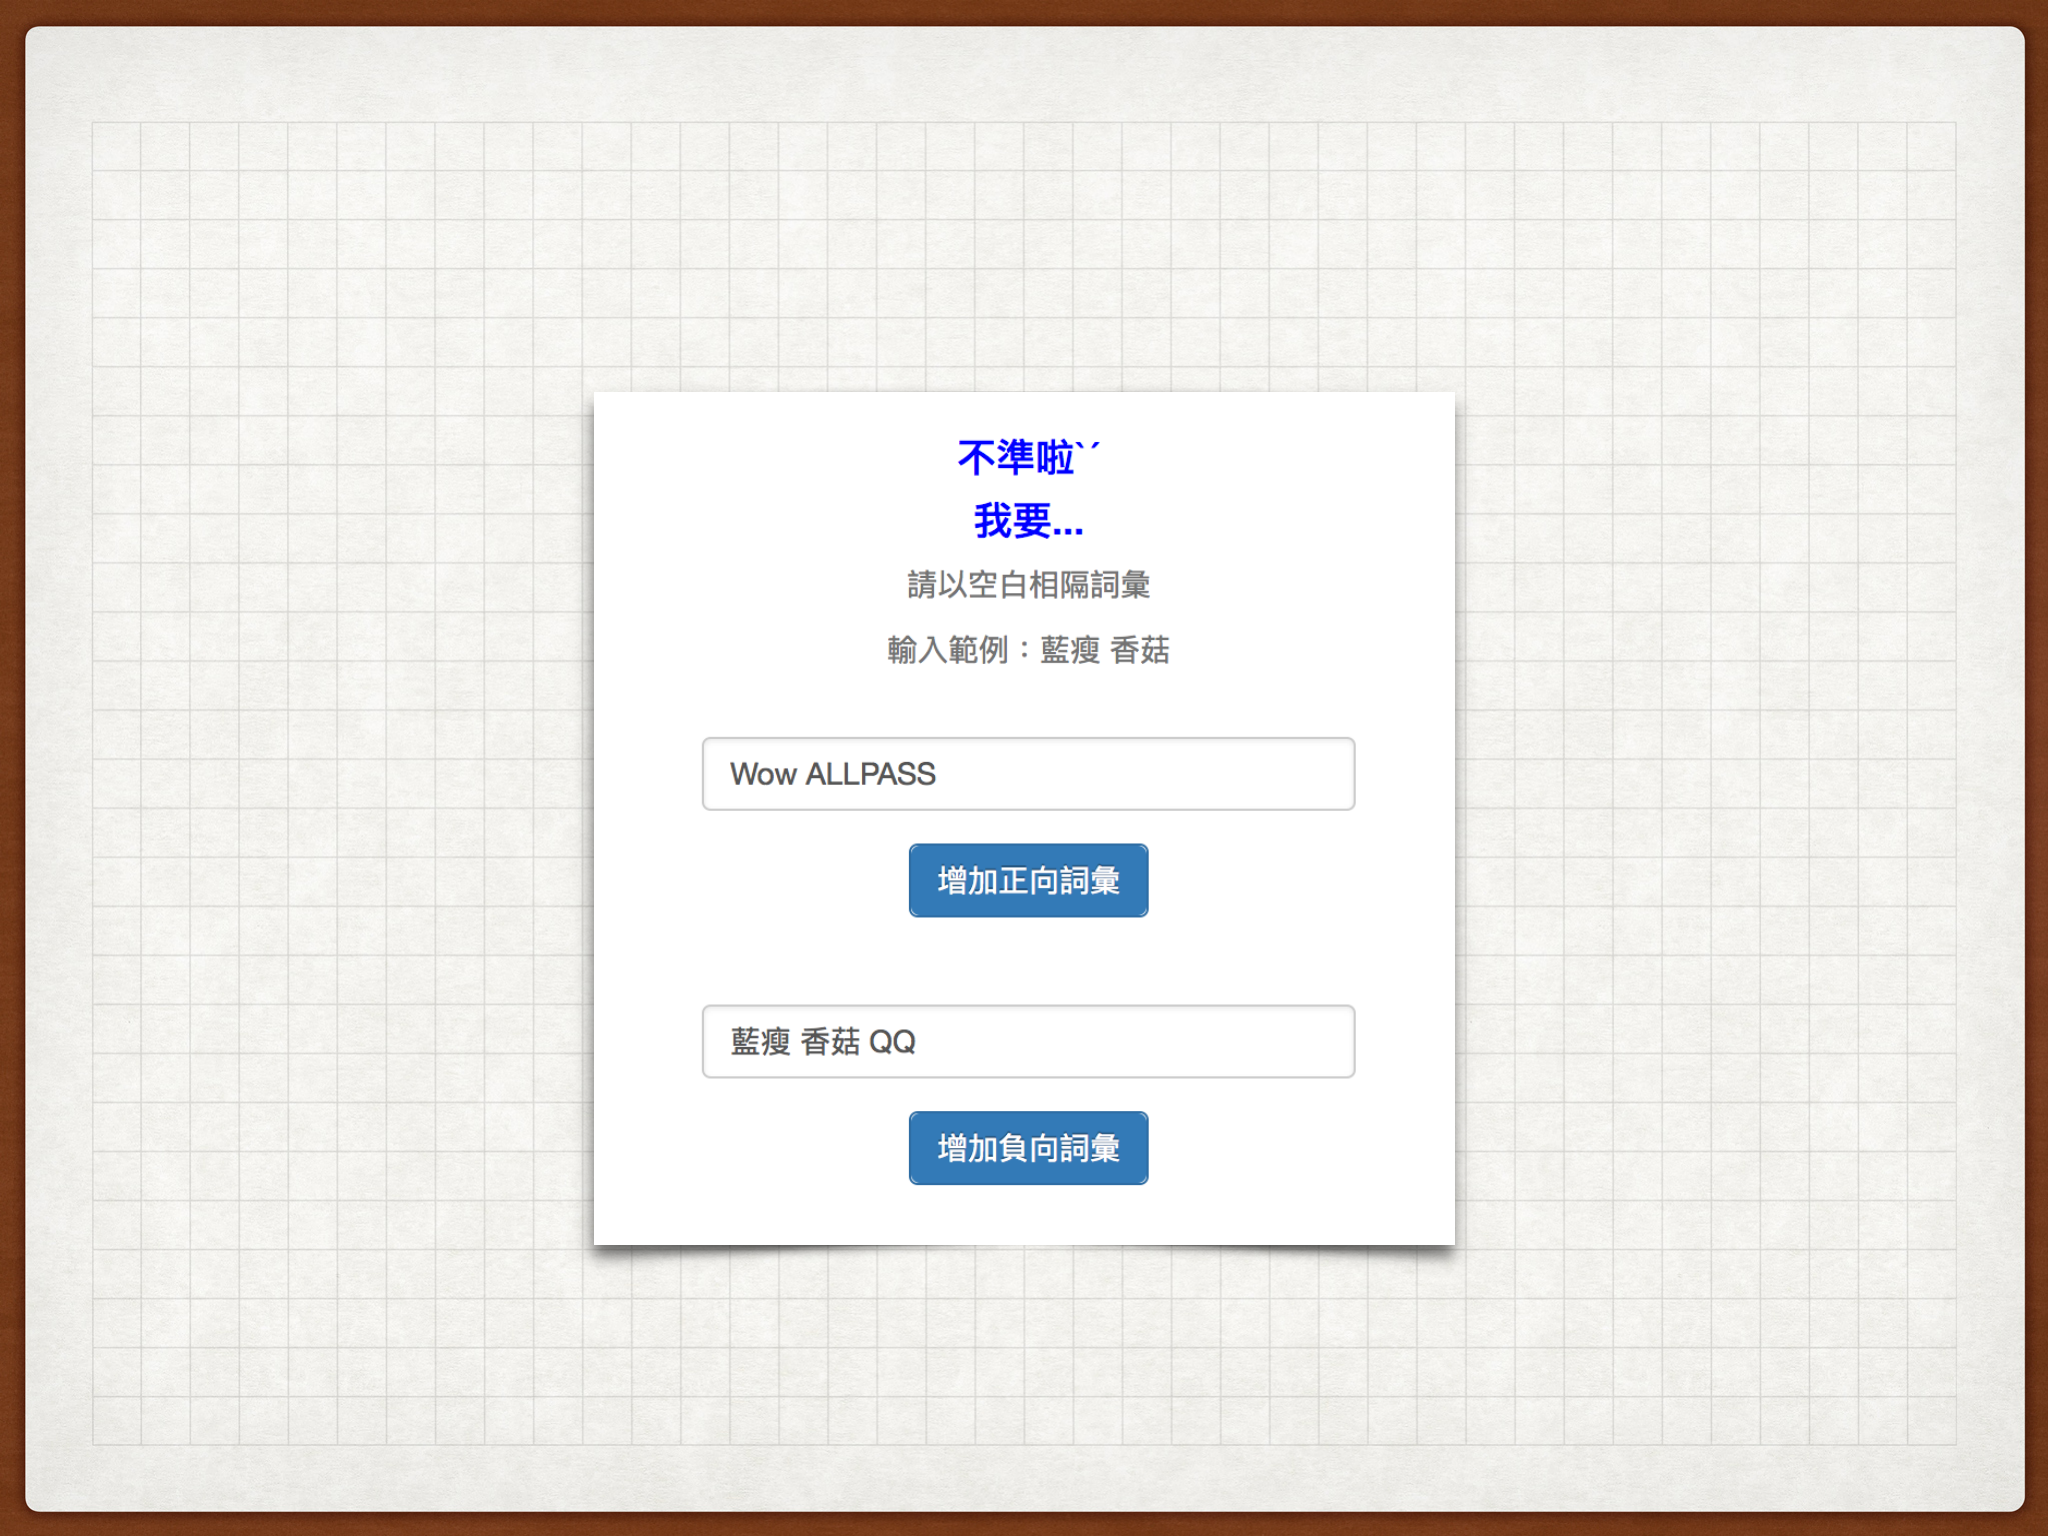 不準啦ˋˊ
我要...
請以空白相隔詞彙
輸入範例：藍瘦 香菇
Wow ALLPASS
增加正向詞彙
藍瘦 香菇 QQ
增加負向詞彙